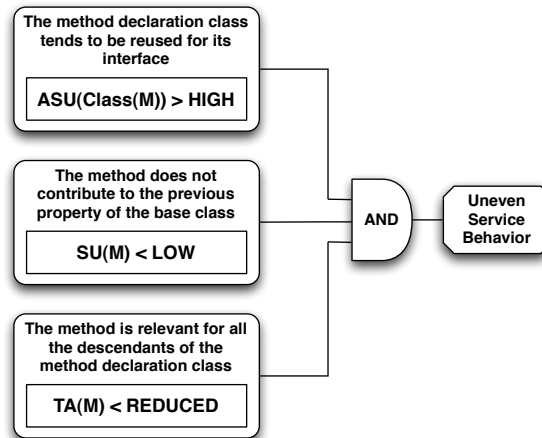 The method declaration class
tends to be reused for its
interface
ASU(Class(M)) > HIGH
The method does not
contribute to the previous
property of the base class
SU(M) < LOW
AND
Uneven
Service
Behavior
The method is relevant for all
the descendants of the
method declaration class
TA(M) < REDUCED